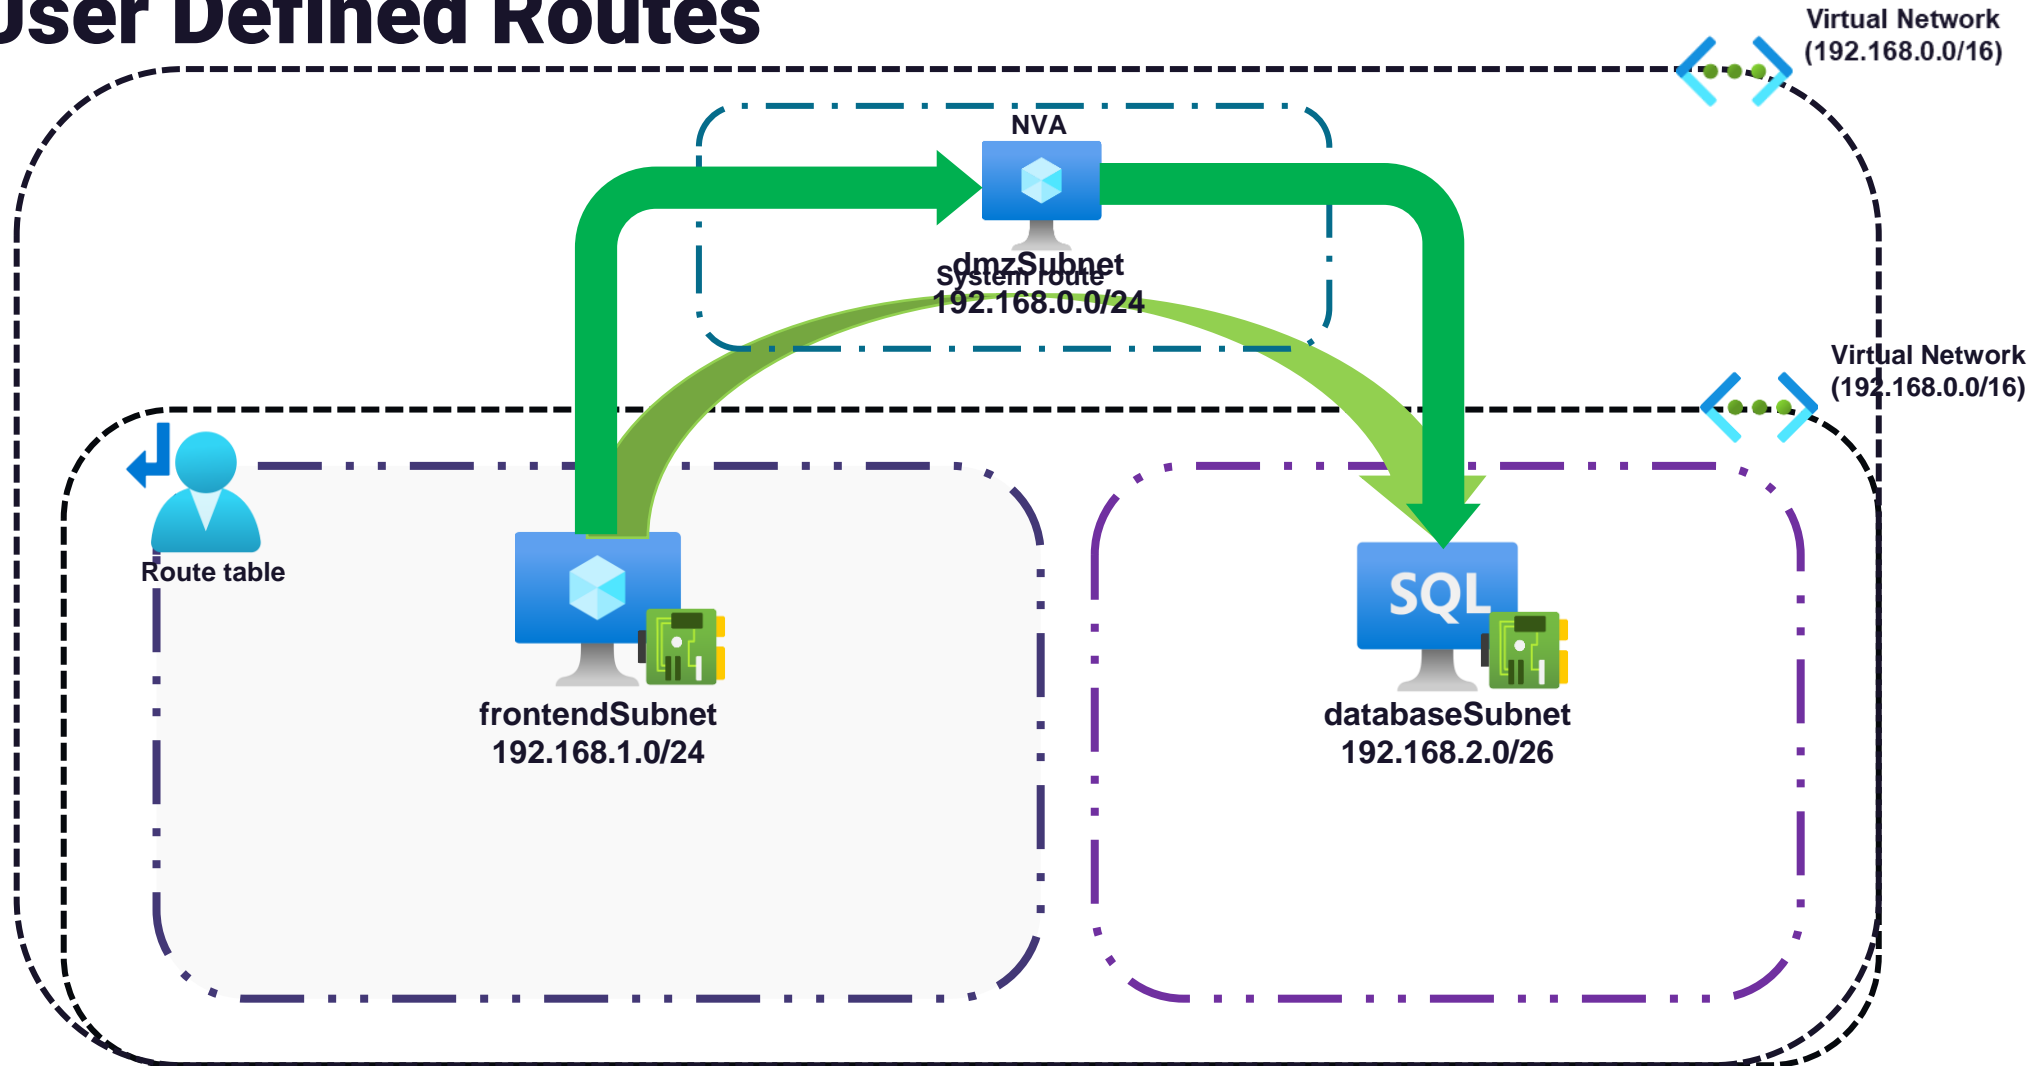 User Defined Routes
Virtual Network
(192.168.0.0/16)
NVA
dmzSubnet
System route
192.168.0.0/24
Virtual Network
(192.168.0.0/16)
Route table
SQL
frontendSubnet
192.168.1.0/24
databaseSubnet
192.168.2.0/26